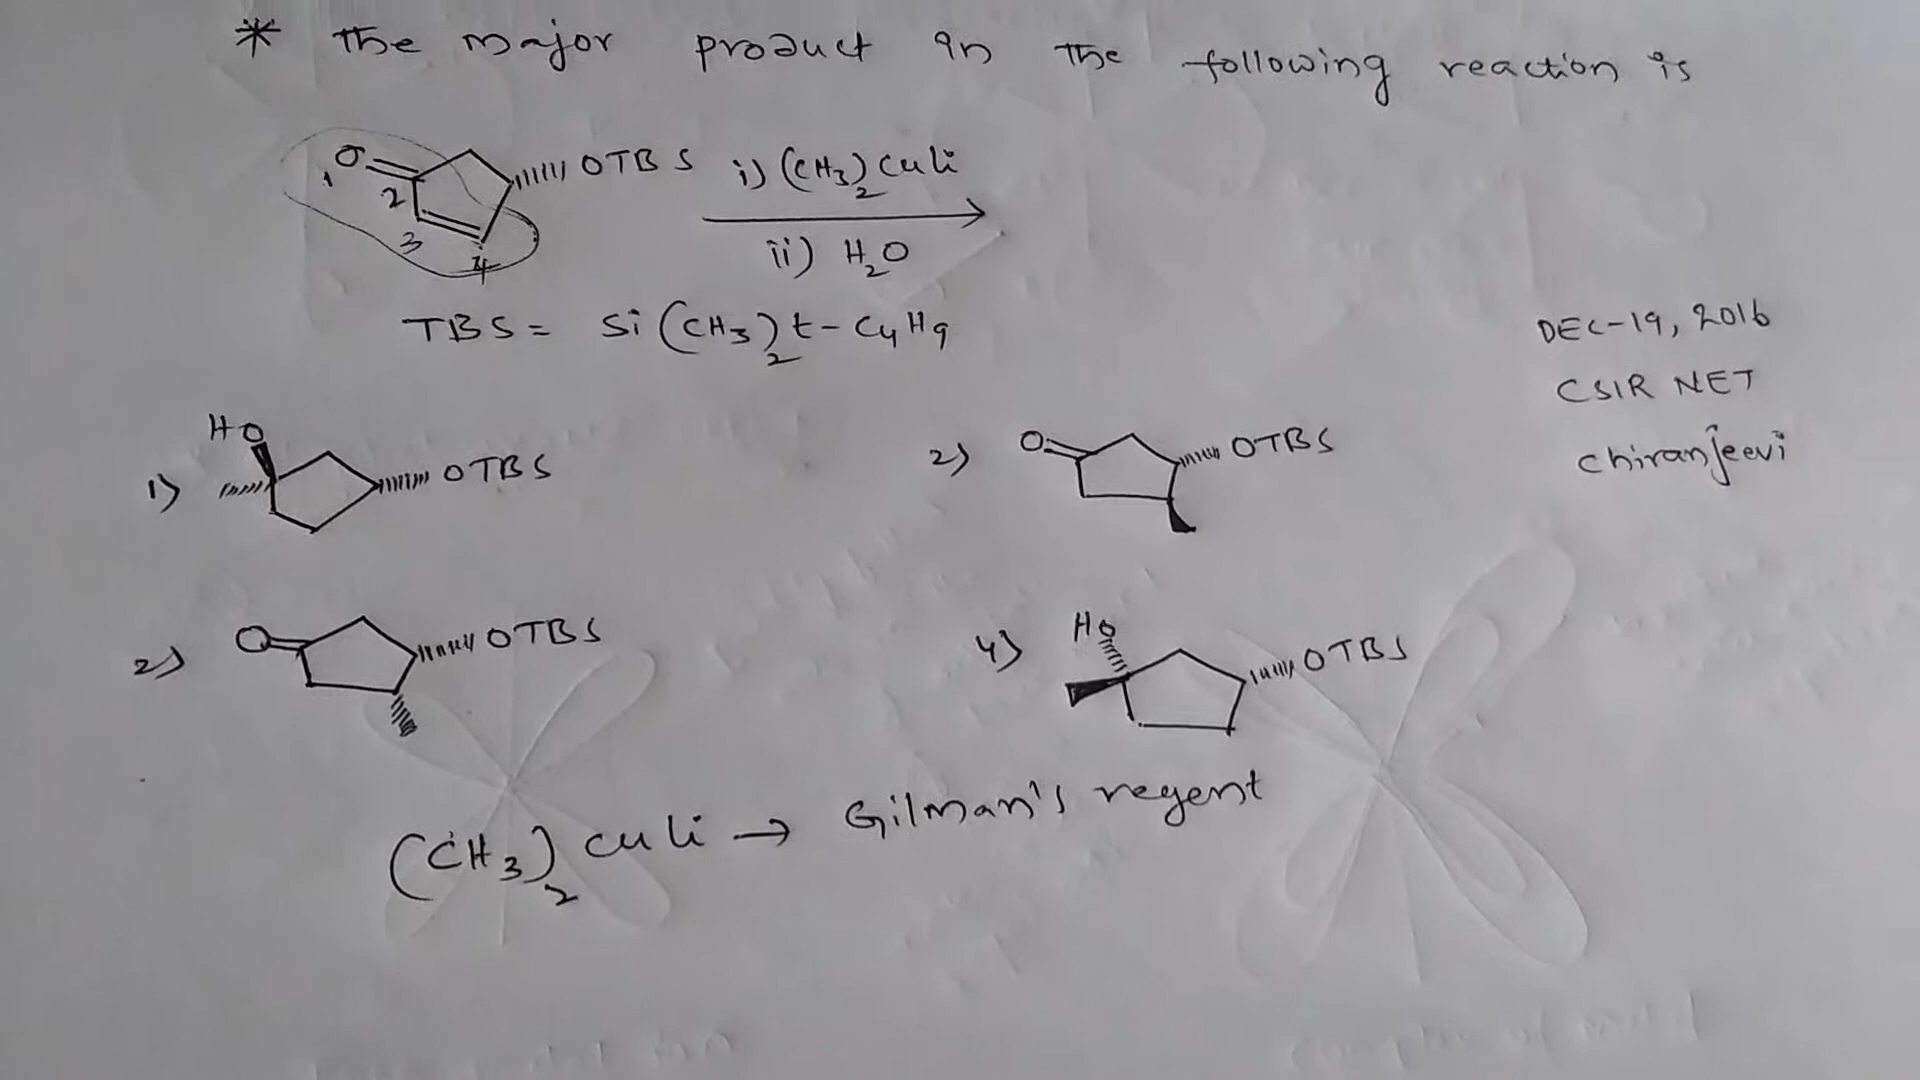 * The major product in the following reaction is
O 1 2 3 4 OTBS i) (CH3)2 CuLi
ii) H2O
TBS = Si (CH3)2 t - C4H9
DEC-19, 2016
CSIR NET
chiranjeevi
1) HO OTBS
2) O OTBS
2) O OTBS
4) HO OTBS
(CH3)2 CuLi → Gilman's regent